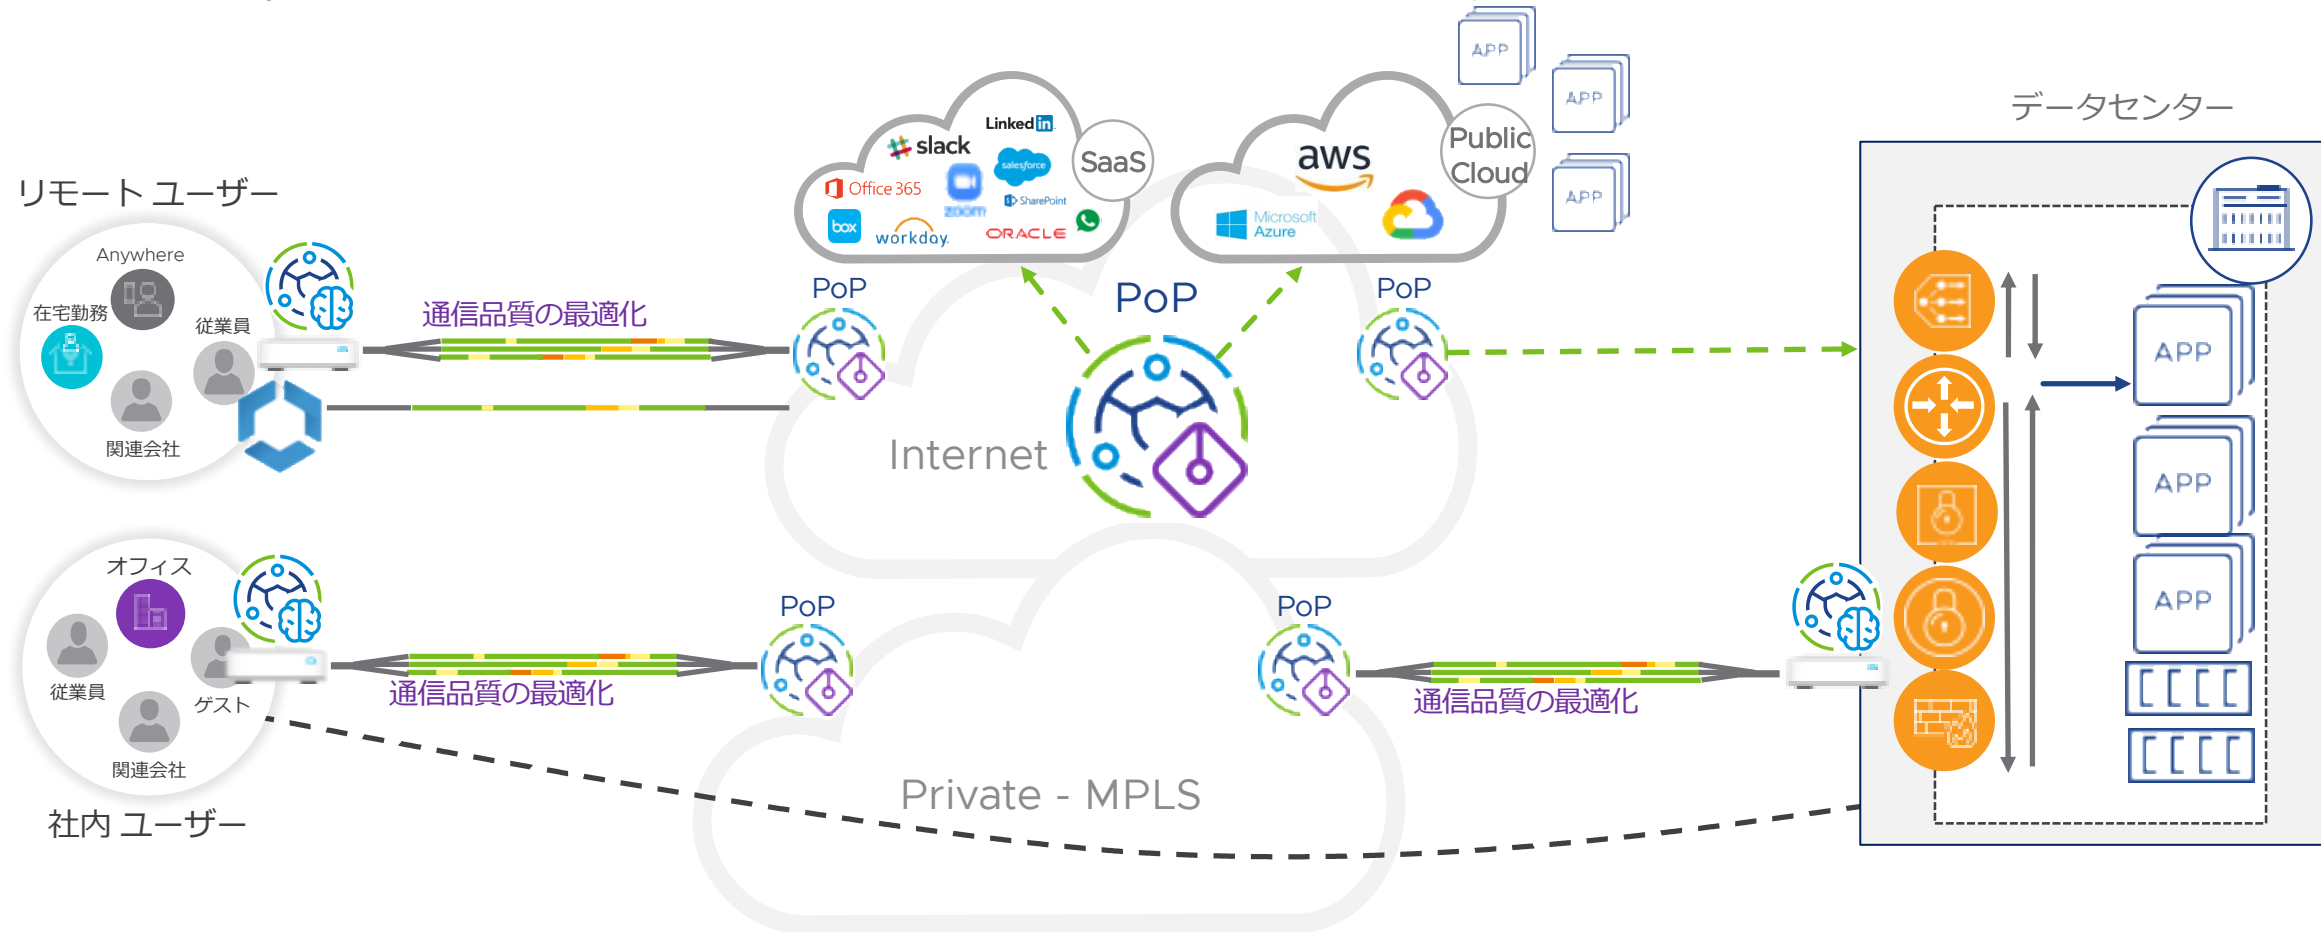 リモート ユーザー
Anywhere
在宅勤務
従業員
関連会社
通信品質の最適化
PoP
slack
LinkedIn
salesforce
Office 365
zoom
SharePoint
box
workday.
ORACLE
SaaS
aws
Microsoft
Azure
Public
Cloud
APP
APP
APP
PoP
PoP
Internet
データセンター
APP
APP
APP
オフィス
従業員
ゲスト
関連会社
社内 ユーザー
通信品質の最適化
PoP
PoP
通信品質の最適化
Private - MPLS